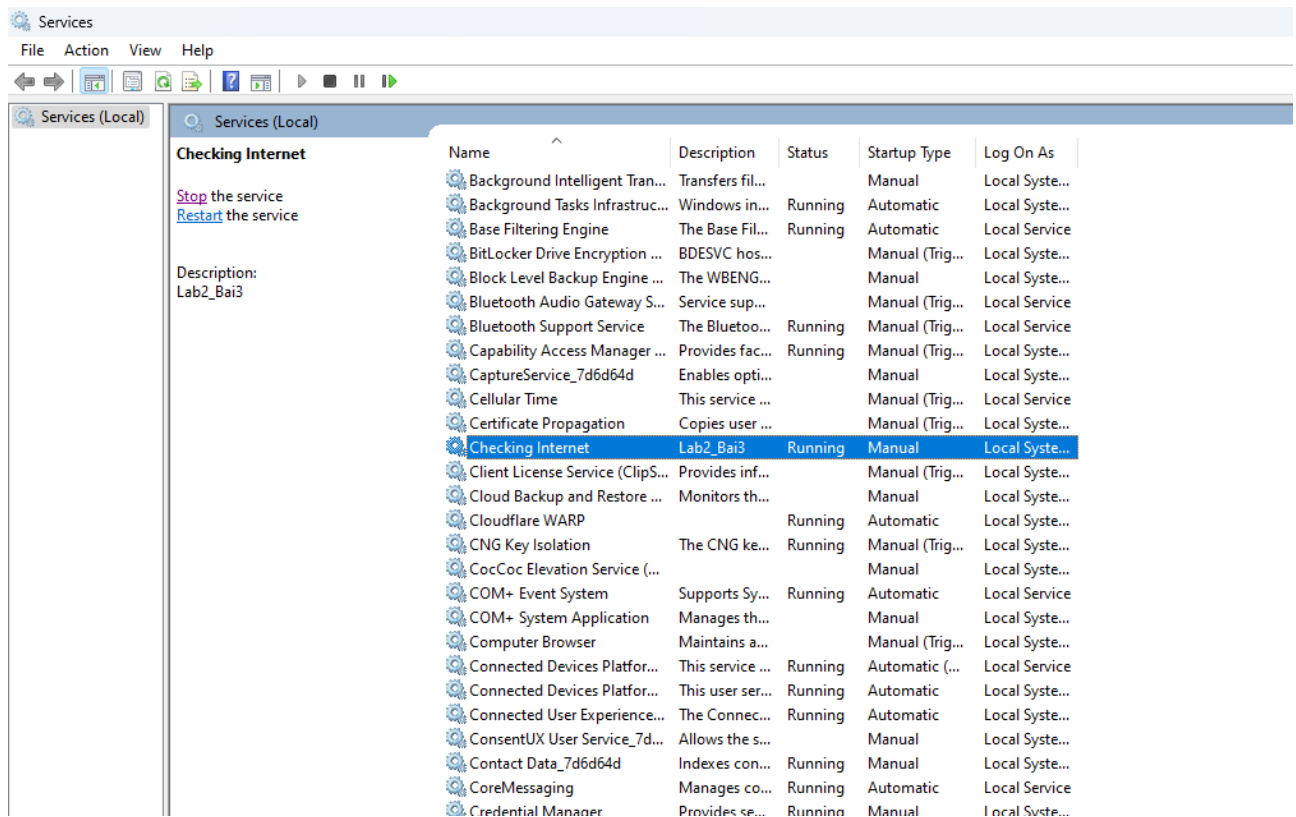 Services
File Action View Help
Services (Local)
Services (Local)
Checking Internet
Stop the service
Restart the service
Description:
Lab2_Bai3
Name Description Status Startup Type Log On As
Background Intelligent Tran... Transfers fil... Manual Local Syste...
Background Tasks Infrastruc... Windows in... Running Automatic Local Syste...
Base Filtering Engine The Base Fil... Running Automatic Local Service
BitLocker Drive Encryption ... BDESVC hos... Manual (Trig... Local Syste...
Block Level Backup Engine ... The WBENG... Manual Local Syste...
Bluetooth Audio Gateway S... Service sup... Manual (Trig... Local Service
Bluetooth Support Service The Bluetoo... Running Manual (Trig... Local Service
Capability Access Manager ... Provides fac... Running Manual (Trig... Local Syste...
CaptureService_7d6d64d Enables opti... Manual Local Syste...
Cellular Time This service ... Manual (Trig... Local Service
Certificate Propagation Copies user ... Manual (Trig... Local Syste...
Checking Internet Lab2_Bai3 Running Manual Local Syste...
Client License Service (ClipS... Provides inf... Manual (Trig... Local Syste...
Cloud Backup and Restore ... Monitors th... Manual Local Syste...
Cloudflare WARP Running Automatic Local Syste...
CNG Key Isolation The CNG ke... Running Manual (Trig... Local Syste...
CocCoc Elevation Service (... Manual Local Syste...
COM+ Event System Supports Sy... Running Automatic Local Service
COM+ System Application Manages th... Manual Local Syste...
Computer Browser Maintains a... Manual (Trig... Local Syste...
Connected Devices Platfor... This service ... Running Automatic (... Local Service
Connected Devices Platfor... This user ser... Running Automatic Local Syste...
Connected User Experience... The Connec... Running Automatic Local Syste...
ConsentUX User Service_7d... Allows the s... Manual Local Syste...
Contact Data_7d6d64d Indexes con... Running Manual Local Syste...
CoreMessaging Manages co... Running Automatic Local Service
Credential Manager Provides se... Running Manual Local Syste...